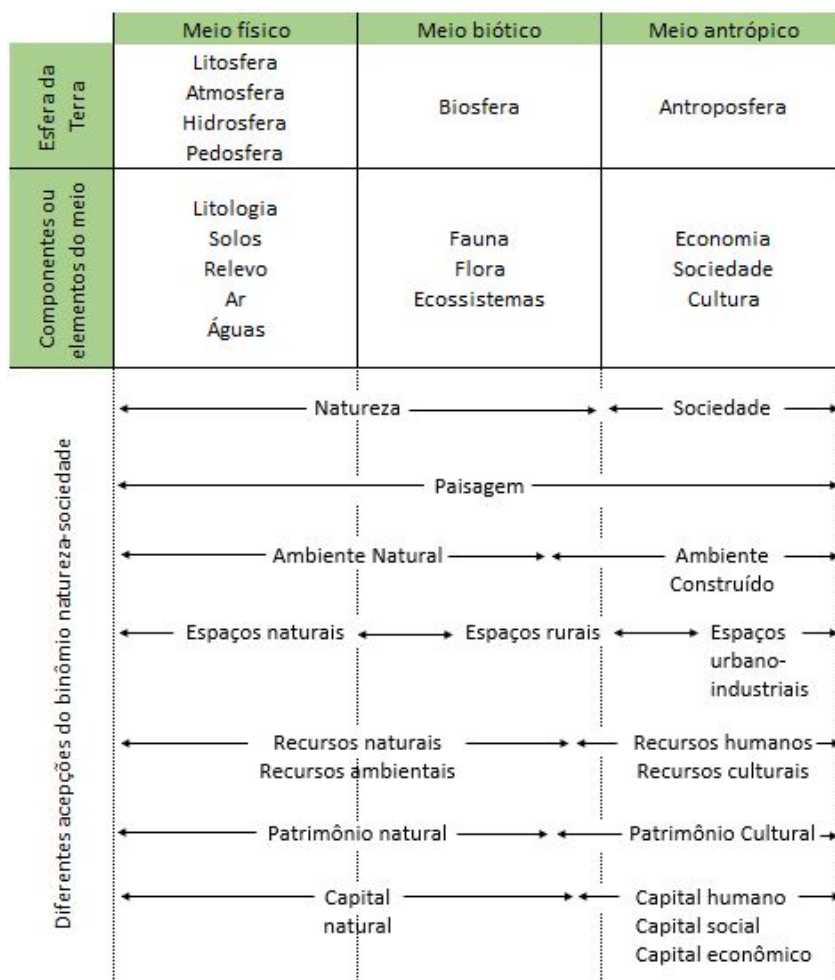 Meio físico
Meio biótico
Meio antrópico
Esfera da
Terra
Litosfera
Atmosfera
Hidrosfera
Pedosfera
Biosfera
Antroposfera
Componentes ou
elementos do meio
Litologia
Solos
Relevo
Ar
Águas
Fauna
Flora
Ecossistemas
Economia
Sociedade
Cultura
Diferentes acepções do binômio natureza-sociedade
Natureza
Sociedade
Paisagem
Ambiente Natural
Ambiente
Construído
Espaços naturais
Espaços rurais
Espaços
urbano-
industriais
Recursos naturais
Recursos ambientais
Recursos humanos
Recursos culturais
Patrimônio natural
Patrimônio Cultural
Capital
natural
Capital humano
Capital social
Capital econômico